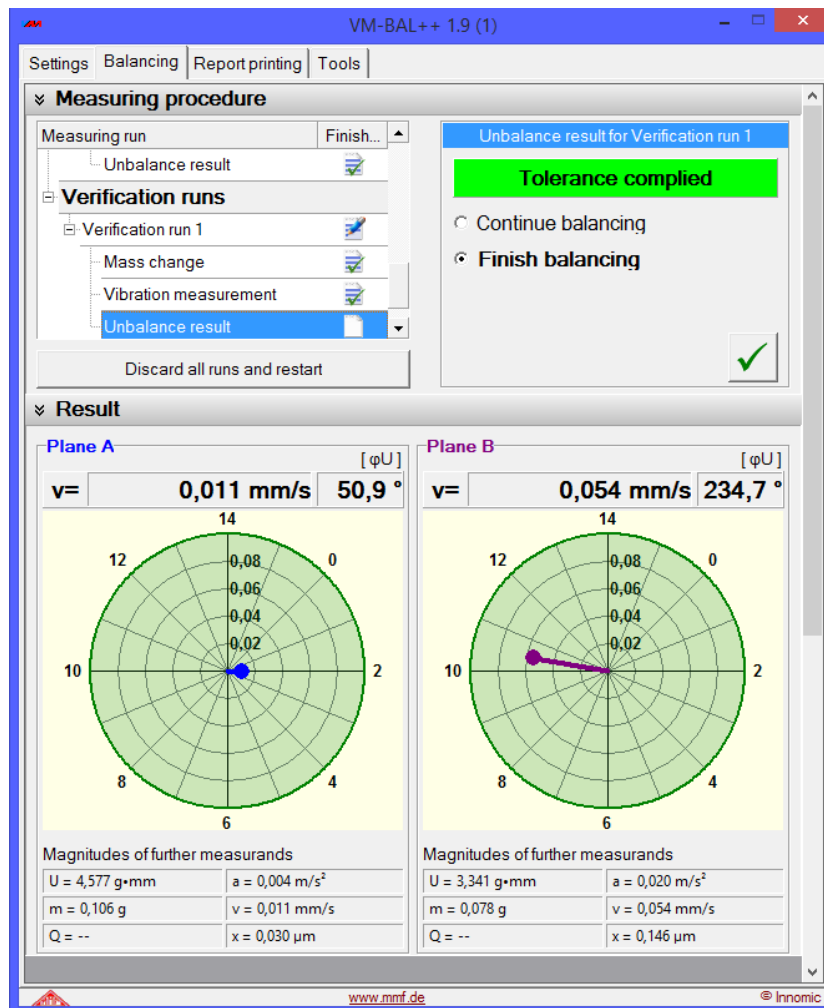 VM-BAL++ 1.9 (1)
Settings Balancing Report printing Tools
Measuring procedure
Measuring run Finish...
Unbalance result
Verification runs
Verification run 1
Mass change
Vibration measurement
Unbalance result
Discard all runs and restart
Unbalance result for Verification run 1
Tolerance complied
Continue balancing
Finish balancing
Result
Plane A
[ φU ]
v= 0,011 mm/s 50,9 °
14
12 0
0,08
0,06
0,04
0,02
10 2
8 4
6
Magnitudes of further measurands
U = 4,577 g•mm a = 0,004 m/s²
m = 0,106 g v = 0,011 mm/s
Q = -- x = 0,030 µm
Plane B
[ φU ]
v= 0,054 mm/s 234,7 °
14
12 0
0,08
0,06
0,04
0,02
10 2
8 4
6
Magnitudes of further measurands
U = 3,341 g•mm a = 0,020 m/s²
m = 0,078 g v = 0,054 mm/s
Q = -- x = 0,146 µm
www.mmf.de
© Innomic